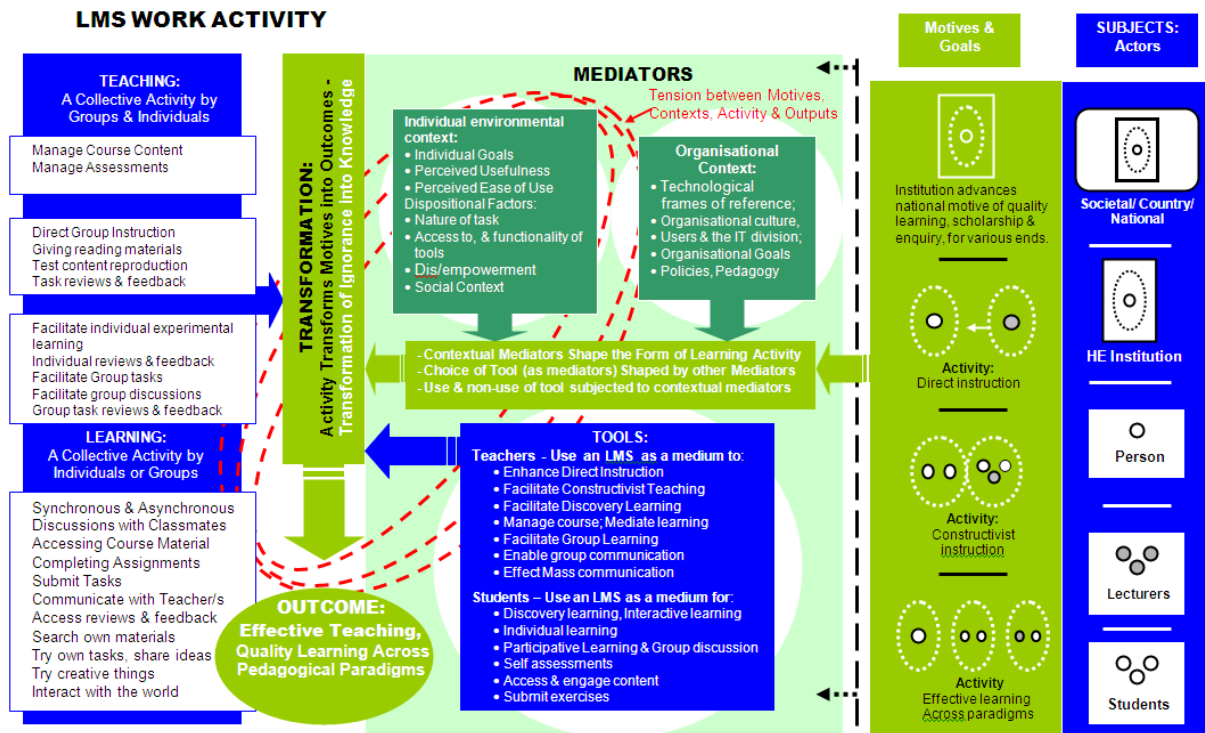 LMS WORK ACTIVITY
TEACHING:
A Collective Activity by
Groups & Individuals
Manage Course Content
Manage Assessments
Direct Group Instruction
Giving reading materials
Test content reproduction
Task reviews & feedback
Facilitate individual experimental
learning
Individual reviews & feedback
Facilitate Group tasks
Facilitate group discussions
Group task reviews & feedback
LEARNING:
A Collective Activity by
Individuals or Groups
Synchronous & Asynchronous
Discussions with Classmates
Accessing Course Material
Completing Assignments
Submit Tasks
Communicate with Teacher/s
Access reviews & feedback
Search own materials
Try own tasks, share ideas
Try creative things
Interact with the world
TRANSFORMATION:
Activity Transforms Motives into Outcomes -
Transformation of Ignorance into Knowledge
OUTCOME:
Effective Teaching,
Quality Learning Across
Pedagogical Paradigms
MEDIATORS
Tension between Motives,
Contexts, Activity & Outputs
Individual environmental
context:
• Individual Goals
• Perceived Usefulness
• Perceived Ease of Use
Dispositional Factors:
• Nature of task
• Access to, & functionality of
tools
• Dis/empowerment
• Social Context
Organisational
Context:
• Technological
frames of reference;
• Organisational culture,
• Users & the IT division;
• Organisational Goals
• Policies, Pedagogy
- Contextual Mediators Shape the Form of Learning Activity
- Choice of Tool (as mediators) Shaped by other Mediators
- Use & non-use of tool subjected to contextual mediators
TOOLS:
Teachers - Use an LMS as a medium to:
• Enhance Direct Instruction
• Facilitate Constructivist Teaching
• Facilitate Discovery Learning
• Manage course; Mediate learning
• Facilitate Group Learning
• Enable group communication
• Effect Mass communication
Students – Use an LMS as a medium for:
• Discovery learning, Interactive learning
• Individual learning
• Participative Learning & Group discussion
• Self assessments
• Access & engage content
• Submit exercises
Motives &
Goals
Institution advances
national motive of quality
learning, scholarship &
enquiry, for various ends.
Activity:
Direct instruction
Activity:
Constructivist
instruction
Activity
Effective learning
Across paradigms
SUBJECTS:
Actors
Societal/ Country/
National
HE Institution
Person
Lecturers
Students